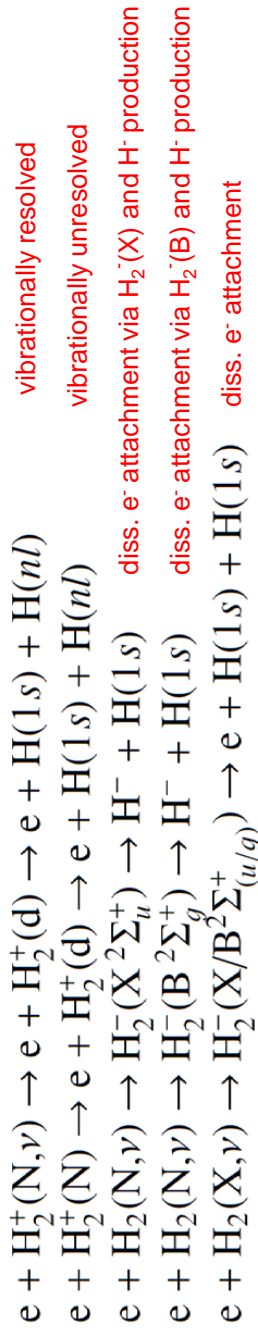 e + H₂⁺(N,ν) → e + H₂⁺(d) → e + H(1s) + H(nl) vibrationally resolved
e + H₂⁺(N) → e + H₂⁺(d) → e + H(1s) + H(nl) vibrationally unresolved
e + H₂(N,ν) → H₂⁻(X ²Σᵤ⁺) → H⁻ + H(1s) diss. e⁻ attachment via H₂⁻(X) and H⁻ production
e + H₂(N,ν) → H₂⁻(B ²Σg⁺) → H⁻ + H(1s) diss. e⁻ attachment via H₂⁻(B) and H⁻ production
e + H₂(X,ν) → H₂⁻(X/B²Σ⁺(u/g)) → e + H(1s) + H(1s) diss. e⁻ attachment